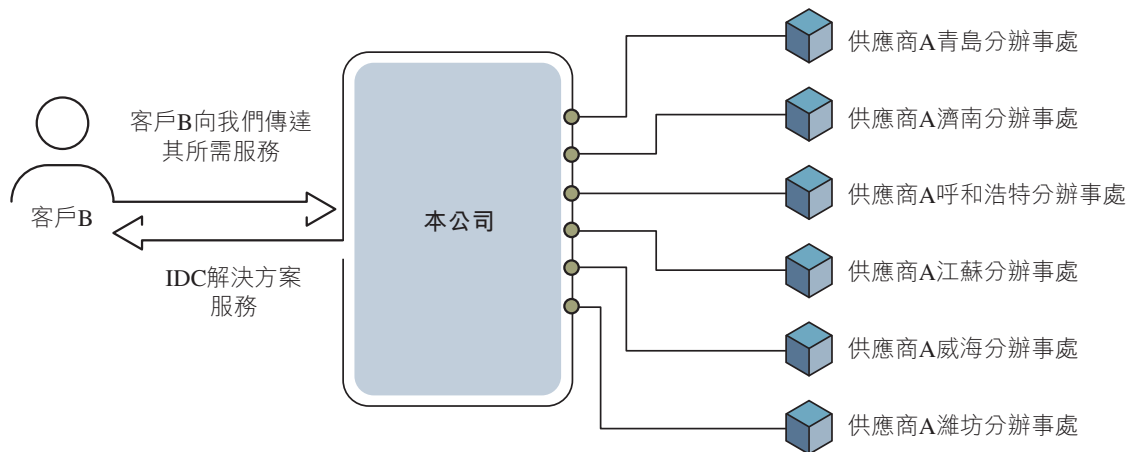 客戶B向我們傳達
其所需服務
客戶B
IDC解決方案
服務
本公司
供應商A青島分辦事處
供應商A濟南分辦事處
供應商A呼和浩特分辦事處
供應商A江蘇分辦事處
供應商A威海分辦事處
供應商A濰坊分辦事處